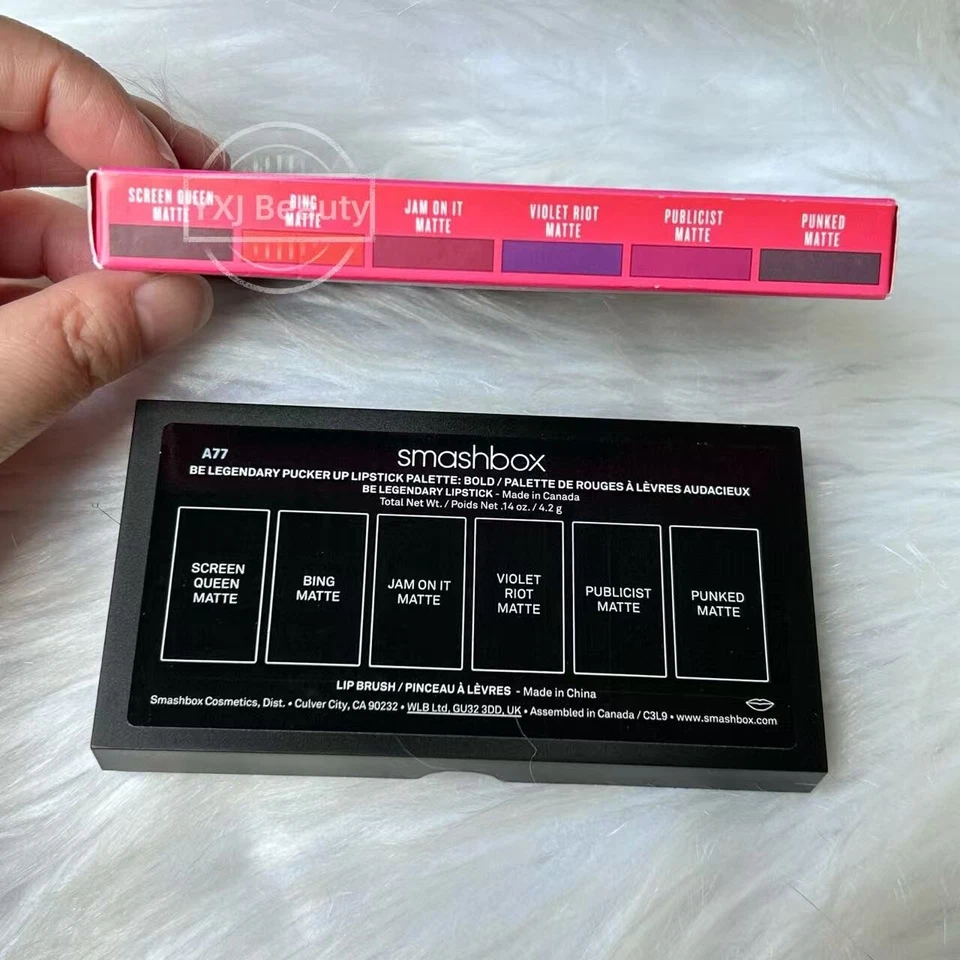 SCREEN QUEEN
MATTE
BING
MATTE
JAM ON IT
MATTE
VIOLET RIOT
MATTE
PUBLICIST
MATTE
PUNKED
MATTE
YXJ Beauty
A77
smashbox
BE LEGENDARY PUCKER UP LIPSTICK PALETTE: BOLD / PALETTE DE ROUGES À LÈVRES AUDACIEUX
BE LEGENDARY LIPSTICK - Made in Canada
Total Net Wt. / Poids Net .14 oz. / 4.2 g
SCREEN
QUEEN
MATTE
BING
MATTE
JAM ON IT
MATTE
VIOLET
RIOT
MATTE
PUBLICIST
MATTE
PUNKED
MATTE
LIP BRUSH / PINCEAU À LÈVRES - Made in China
Smashbox Cosmetics, Dist. • Culver City, CA 90232 • WLB Ltd, GU32 3DD, UK • Assembled in Canada / C3L9 • www.smashbox.com